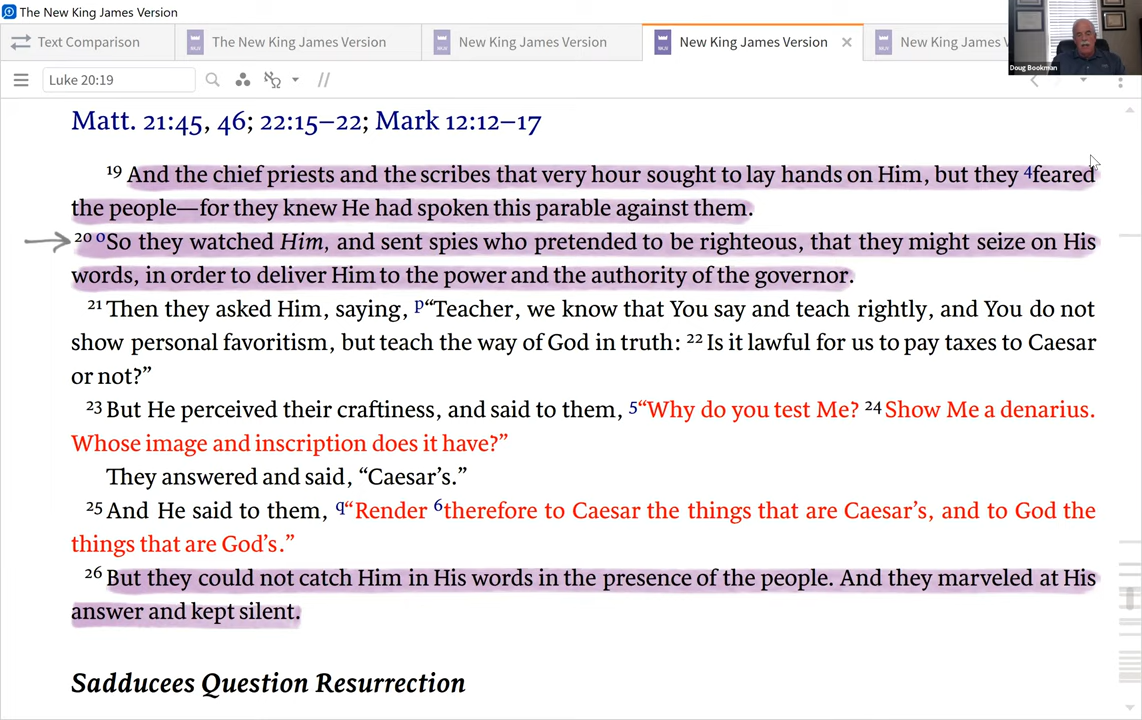 The New King James Version
Text Comparison
The New King James Version
New King James Version
New King James Version
New King James V
Doug Bookman
Luke 20:19
Matt. 21:45, 46; 22:15–22; Mark 12:12–17
19 And the chief priests and the scribes that very hour sought to lay hands on Him, but they 4feared
the people—for they knew He had spoken this parable against them.
20 oSo they watched Him, and sent spies who pretended to be righteous, that they might seize on His
words, in order to deliver Him to the power and the authority of the governor.
21 Then they asked Him, saying, p“Teacher, we know that You say and teach rightly, and You do not
show personal favoritism, but teach the way of God in truth: 22 Is it lawful for us to pay taxes to Caesar
or not?”
23 But He perceived their craftiness, and said to them, 5“Why do you test Me? 24 Show Me a denarius.
Whose image and inscription does it have?”
They answered and said, “Caesar’s.”
25 And He said to them, q“Render 6therefore to Caesar the things that are Caesar’s, and to God the
things that are God’s.”
26 But they could not catch Him in His words in the presence of the people. And they marveled at His
answer and kept silent.
Sadducees Question Resurrection